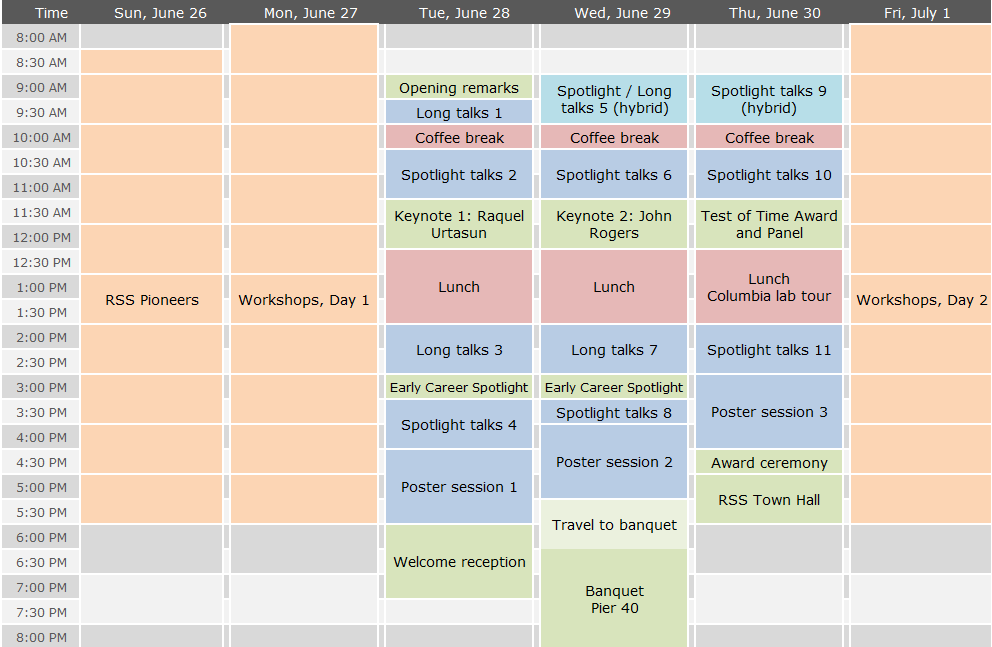 Time Sun, June 26 Mon, June 27 Tue, June 28 Wed, June 29 Thu, June 30 Fri, July 1
8:00 AM
8:30 AM
9:00 AM Opening remarks Spotlight / Long Spotlight talks 9
talks 5 (hybrid) (hybrid)
9:30 AM Long talks 1
10:00 AM Coffee break Coffee break Coffee break
10:30 AM
Spotlight talks 2 Spotlight talks 6 Spotlight talks 10
11:00 AM
11:30 AM Keynote 1: Raquel Keynote 2: John Test of Time Award
Urtasun Rogers and Panel
12:00 PM
12:30 PM
Lunch
1:00 PM Lunch Lunch
Columbia lab tour
RSS Pioneers Workshops, Day 1 Workshops, Day 2
1:30 PM
2:00 PM
Long talks 3 Long talks 7 Spotlight talks 11
2:30 PM
3:00 PM Early Career Spotlight Early Career Spotlight
3:30 PM Spotlight talks 8 Poster session 3
Spotlight talks 4
4:00 PM
4:30 PM Poster session 2 Award ceremony
5:00 PM Poster session 1
RSS Town Hall
5:30 PM
Travel to banquet
6:00 PM
6:30 PM Welcome reception
7:00 PM Banquet
Pier 40
7:30 PM
8:00 PM